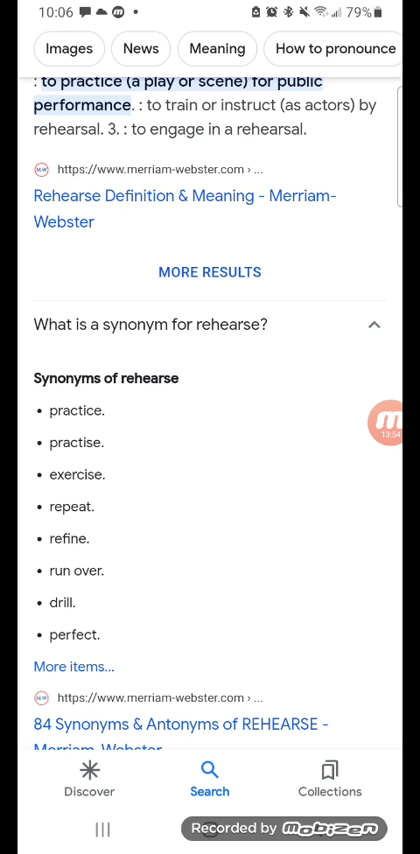 10:06
79%
Images
News
Meaning
How to pronounce
: to practice (a play or scene) for public
performance. : to train or instruct (as actors) by
rehearsal. 3. : to engage in a rehearsal.
M-W
https://www.merriam-webster.com › ...
Rehearse Definition & Meaning - Merriam-
Webster
MORE RESULTS
What is a synonym for rehearse?
Synonyms of rehearse
• practice.
• practise.
• exercise.
m
13:54
• repeat.
• refine.
• run over.
• drill.
• perfect.
More items...
M-W
https://www.merriam-webster.com › ...
84 Synonyms & Antonyms of REHEARSE -
Merriam-Webster
Discover
Search
Collections
Recorded by mobizen